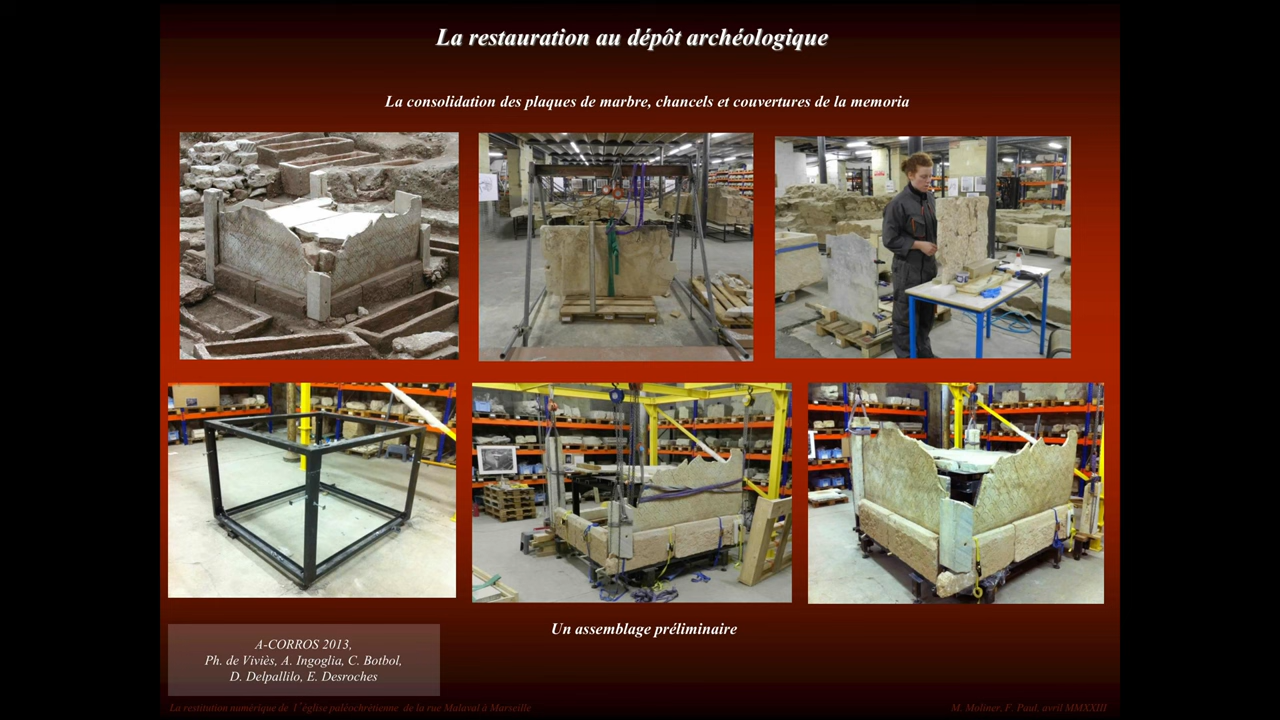 La restauration au dépôt archéologique
La consolidation des plaques de marbre, chancels et couvertures de la memoria
Un assemblage préliminaire
A-CORROS 2013,
Ph. de Viviès, A. Ingoglia, C. Botbol,
D. Delpallilo, E. Desroches
La restitution numérique de l'église paléochrétienne de la rue Malaval à Marseille
M. Moliner, F. Paul, avril MMXXIII